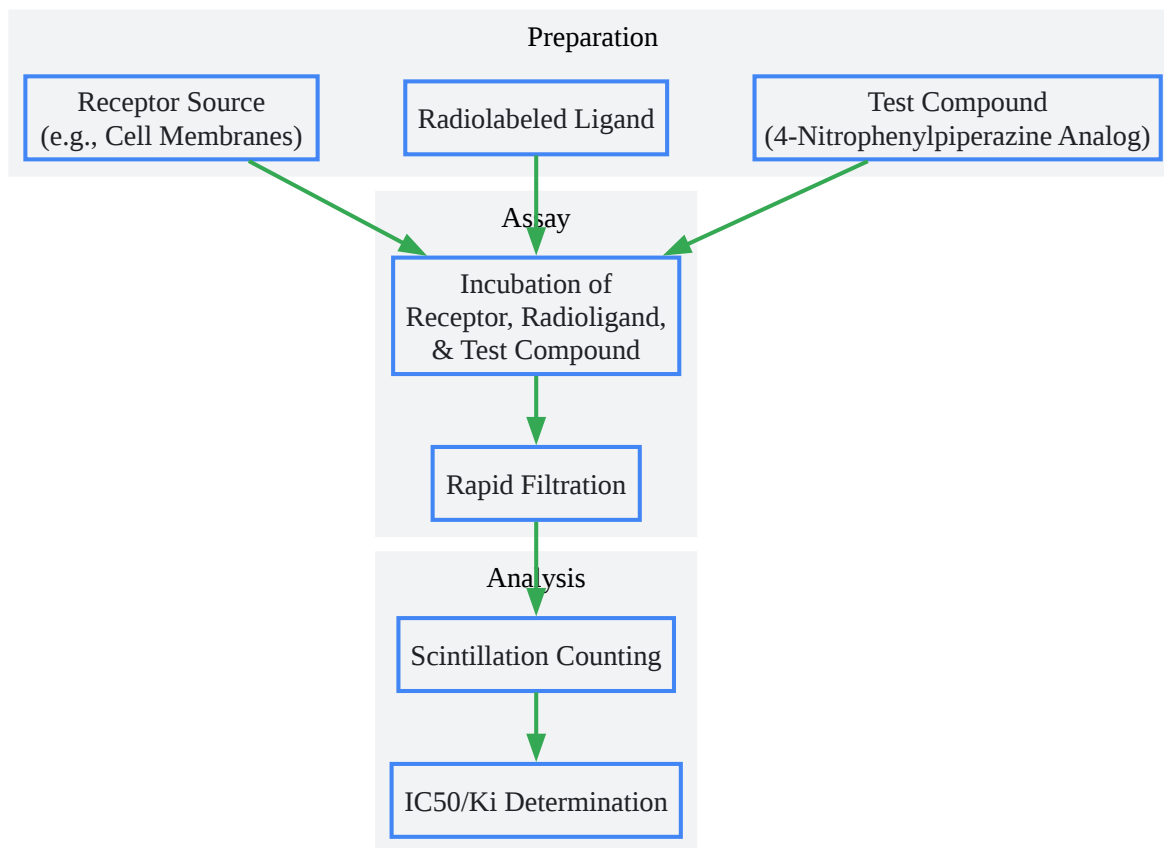 Preparation
Receptor Source
(e.g., Cell Membranes)
Radiolabeled Ligand
Test Compound
(4-Nitrophenylpiperazine Analog)
Assay
Incubation of
Receptor, Radioligand,
& Test Compound
Rapid Filtration
Analysis
Scintillation Counting
IC50/Ki Determination